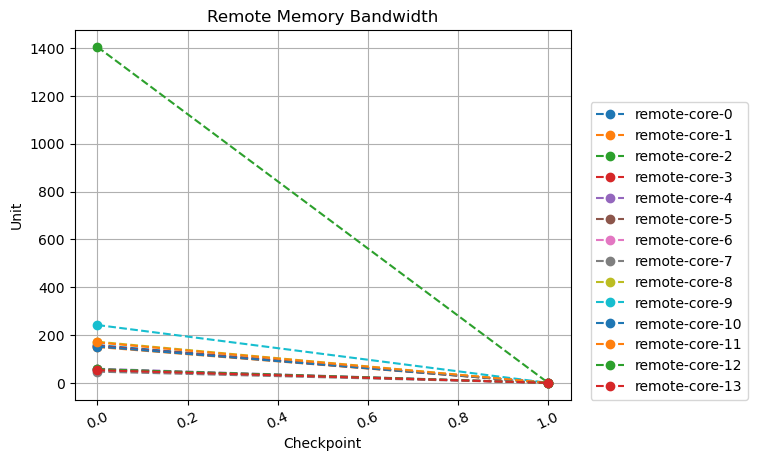 Remote Memory Bandwidth
1400
1200
1000
800
600
400
200
0
Unit
0.0
0.2
0.4
0.6
0.8
1.0
Checkpoint
remote-core-0
remote-core-1
remote-core-2
remote-core-3
remote-core-4
remote-core-5
remote-core-6
remote-core-7
remote-core-8
remote-core-9
remote-core-10
remote-core-11
remote-core-12
remote-core-13